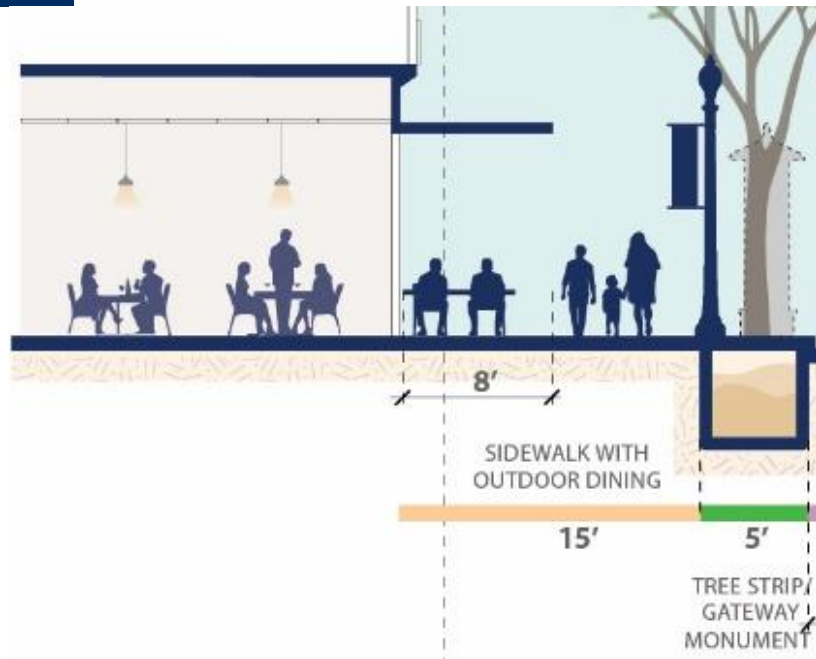 8’
SIDEWALK WITH
OUTDOOR DINING
15’
5’
TREE STRIP/
GATEWAY
MONUMENT